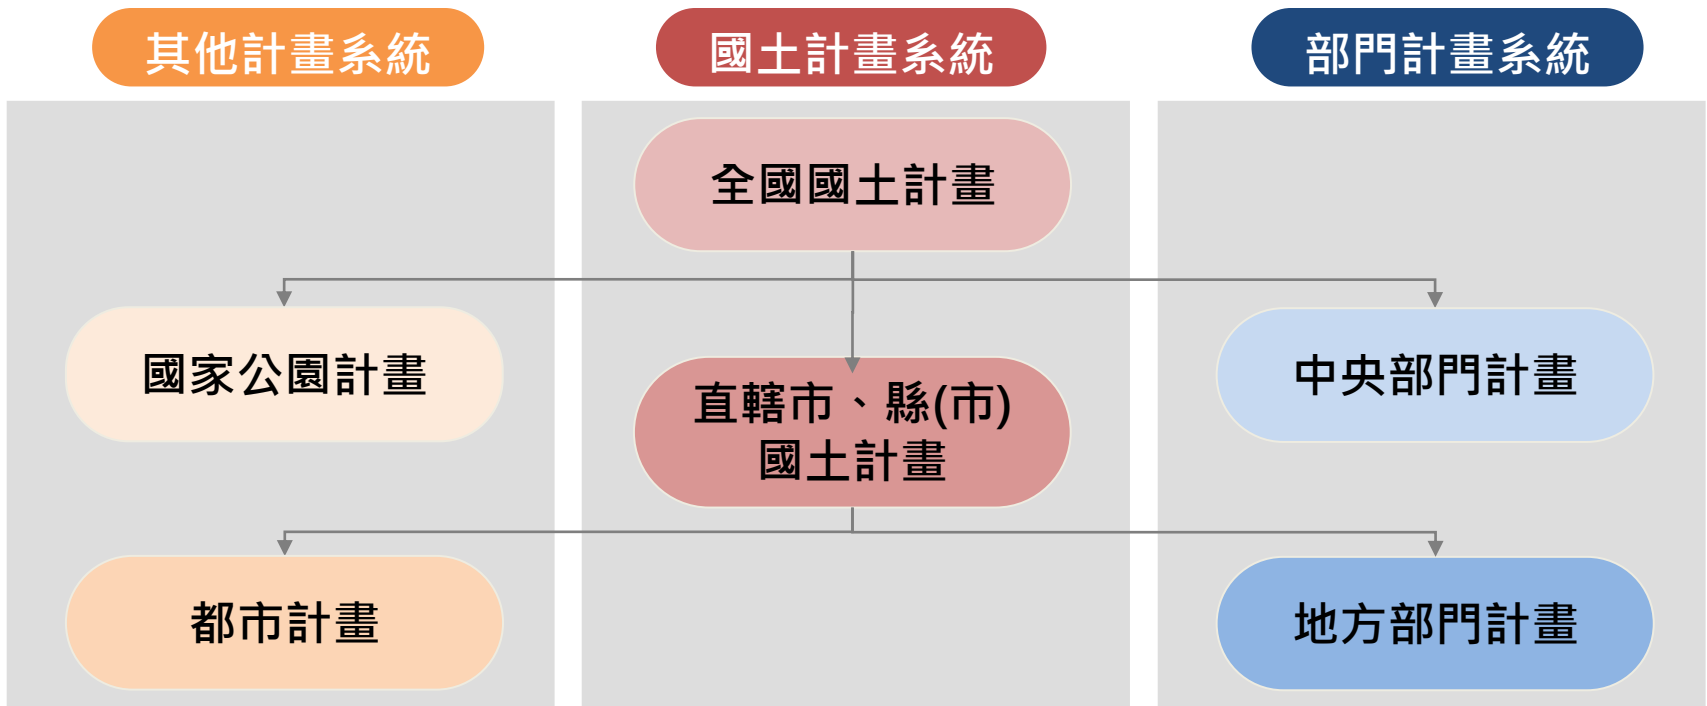 其他計畫系統
國土計畫系統
部門計畫系統
全國國土計畫
國家公園計畫
直轄市、縣(市)
國土計畫
中央部門計畫
都市計畫
地方部門計畫